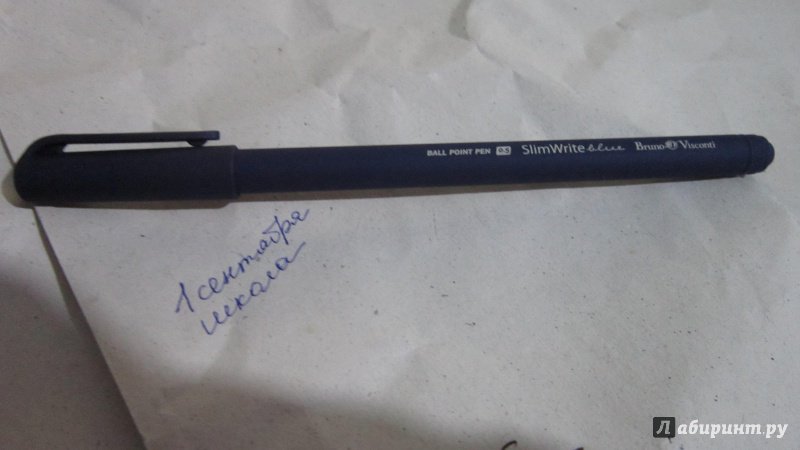 BALL POINT PEN 0.5 SlimWrite blue Bruno Visconti
1 сентября
школа
Лабиринт.ру